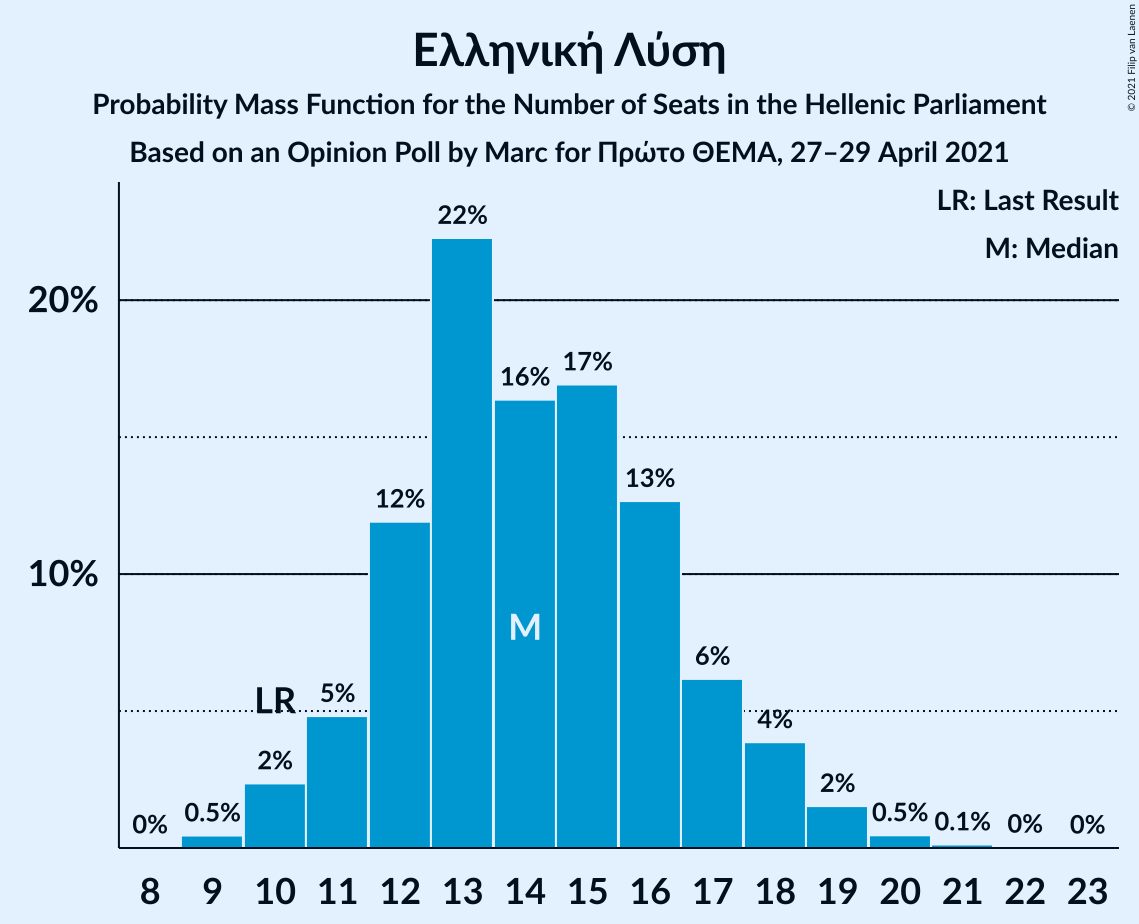 Ελληνική Λύση
Probability Mass Function for the Number of Seats in the Hellenic Parliament
Based on an Opinion Poll by Marc for Πρώτο ΘΕΜΑ, 27–29 April 2021
© 2021 Filip van Laenen
LR: Last Result
M: Median
20%
10%
0%
0.5%
2%
LR
5%
12%
22%
16%
M
17%
13%
6%
4%
2%
0.5%
0.1%
0%
0%
8 9 10 11 12 13 14 15 16 17 18 19 20 21 22 23